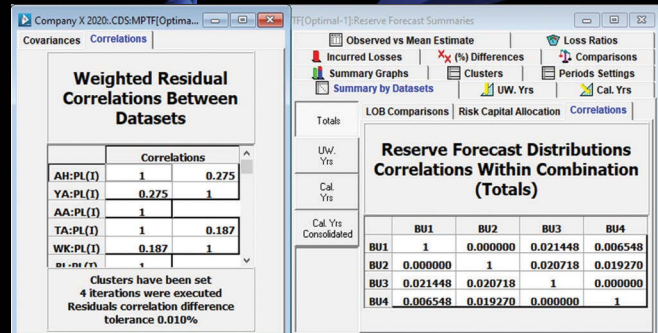 Company X 2020:.CDS:MPTF[Optima...
Covariances Correlations
Weighted Residual
Correlations Between
Datasets
Correlations
AH:PL(I) 1 0.275
YA:PL(I) 0.275 1
AA:PL(I) 1
TA:PL(I) 1 0.187
WK:PL(I) 0.187 1
PL:PL(I) 1
Clusters have been set
4 iterations were executed
Residuals correlation difference
tolerance 0.010%
TF[Optimal-1]:Reserve Forecast Summaries
Observed vs Mean Estimate Loss Ratios
Incurred Losses (%) Differences Comparisons
Summary Graphs Clusters Periods Settings
Summary by Datasets UW. Yrs Cal. Yrs
LOB Comparisons Risk Capital Allocation Correlations
Totals
UW.
Yrs
Cal.
Yrs
Cal. Yrs
Consolidated
Reserve Forecast Distributions
Correlations Within Combination
(Totals)
BU1 BU2 BU3 BU4
BU1 1 0.000000 0.021448 0.006548
BU2 0.000000 1 0.020718 0.019270
BU3 0.021448 0.020718 1 0.000000
BU4 0.006548 0.019270 0.000000 1